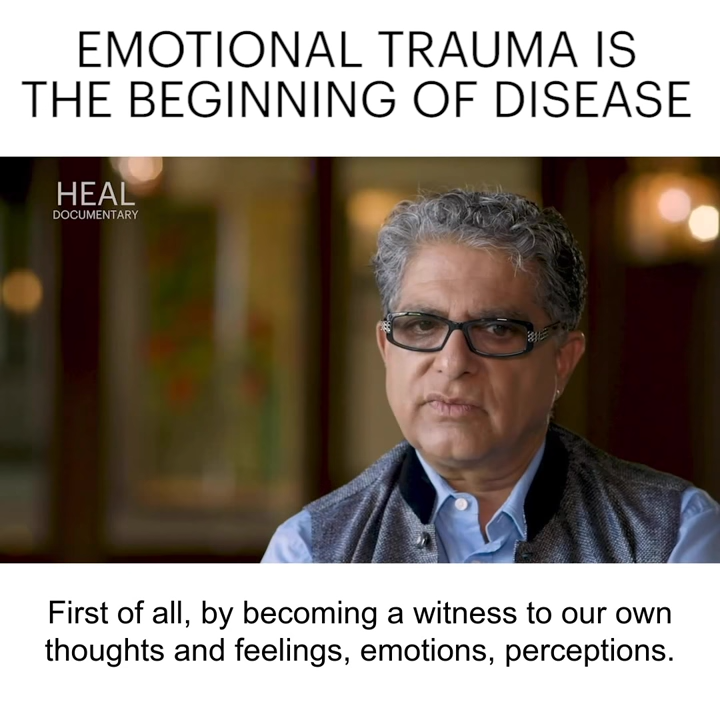 EMOTIONAL TRAUMA IS
THE BEGINNING OF DISEASE
HEAL
DOCUMENTARY
First of all, by becoming a witness to our own
thoughts and feelings, emotions, perceptions.